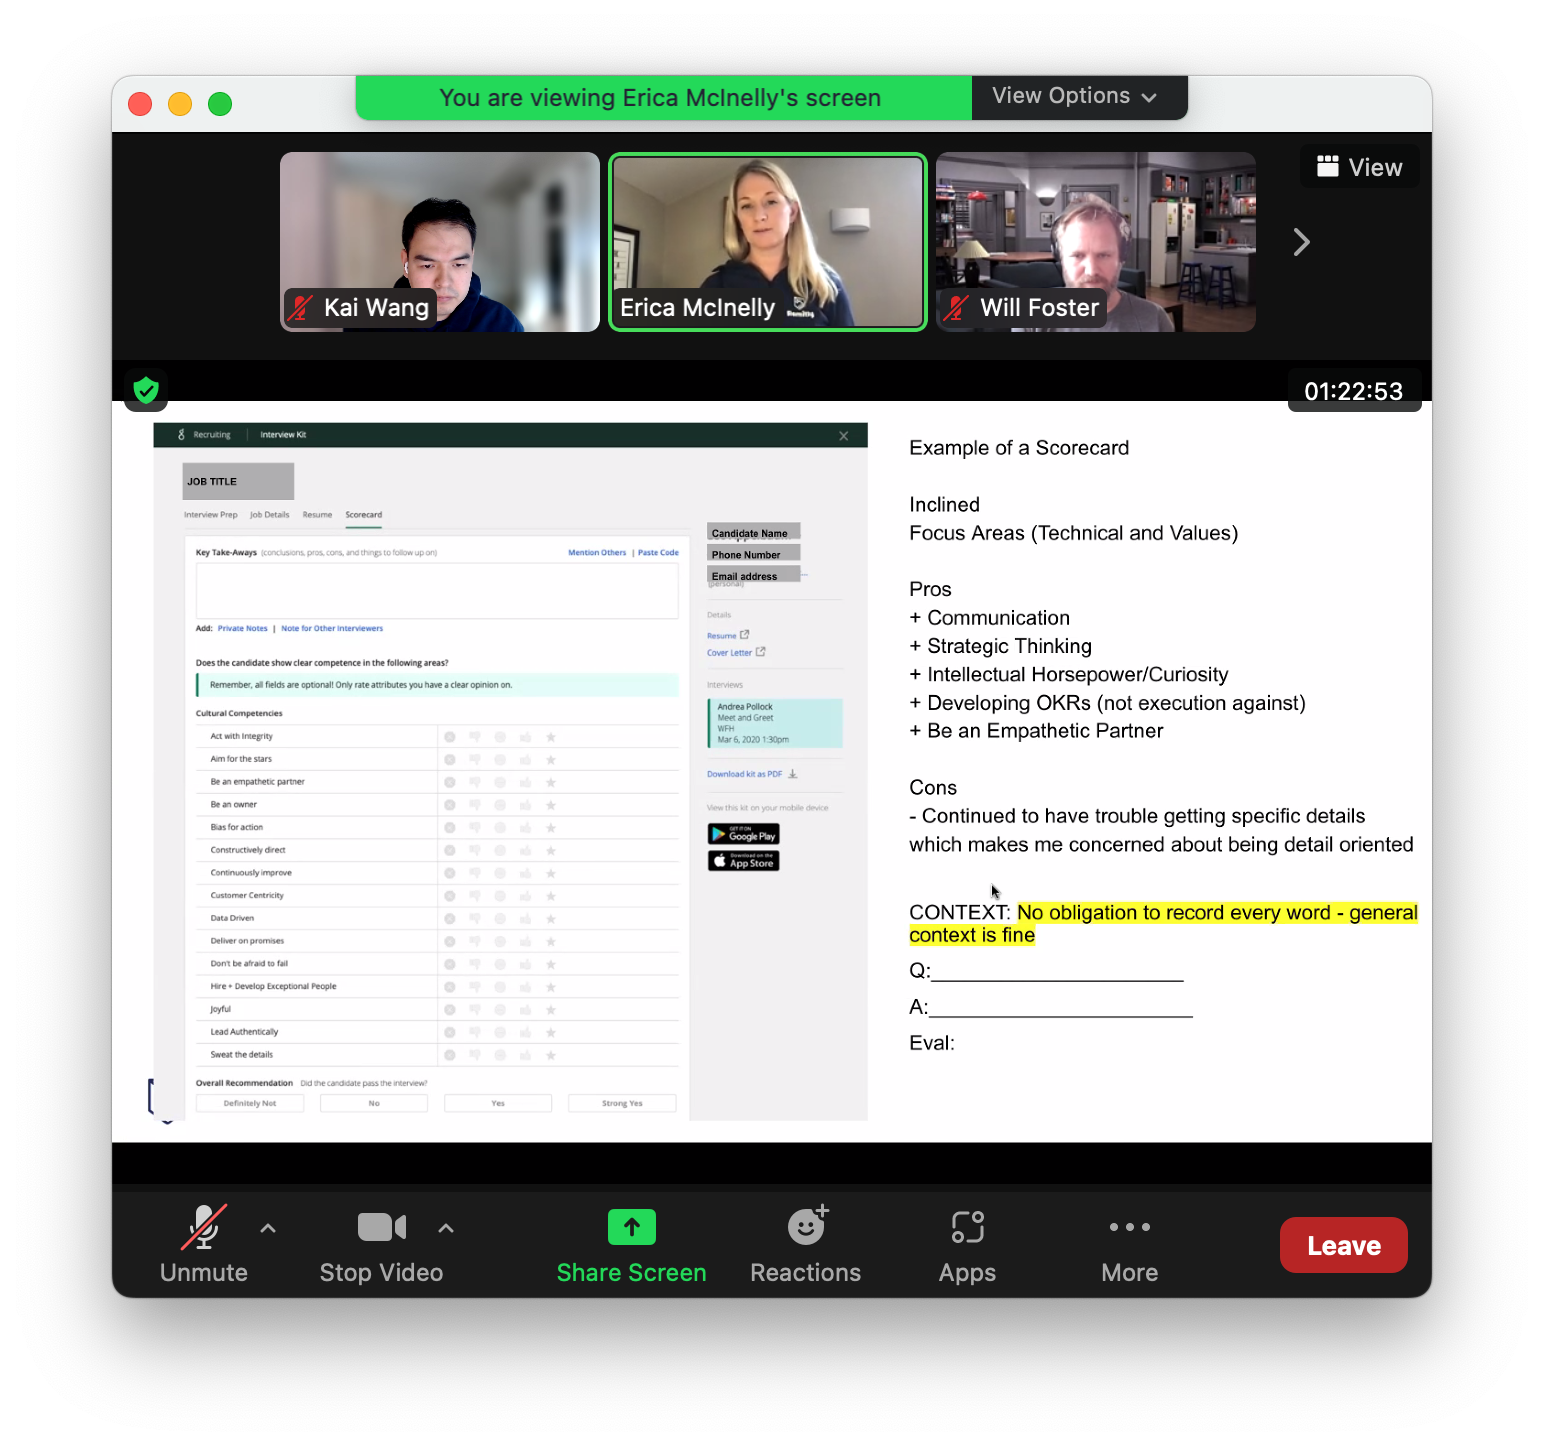 You are viewing Erica McInelly's screen
View Options
View
Kai Wang
Erica McInelly
Will Foster
01:22:53
Recruiting | Interview Kit
JOB TITLE
Interview Prep Job Details Resume Scorecard
Key Take-Aways (conclusions, pros, cons, and things to follow up on) Mention Others | Paste Code
Add: Private Notes | Note for Other Interviewers
Does the candidate show clear competence in the following areas?
Remember, all fields are optional! Only rate attributes you have a clear opinion on.
Cultural Competencies
Act with Integrity
Aim for the stars
Be an empathetic partner
Be an owner
Bias for action
Constructively direct
Continuously improve
Customer Centricity
Data Driven
Deliver on promises
Don't be afraid to fail
Hire + Develop Exceptional People
Joyful
Lead Authentically
Sweat the details
Overall Recommendation Did the candidate pass the interview?
Definitely Not No Yes Strong Yes
Candidate Name
Phone Number
Email address
(personal)
Details
Resume
Cover Letter
Interviews
Andrea Pollock
Meet and Greet
WFH
Mar 6, 2020 1:30pm
Download kit as PDF
View this kit on your mobile device
GET IT ON
Google Play
Download on the
App Store
Example of a Scorecard
Inclined
Focus Areas (Technical and Values)
Pros
+ Communication
+ Strategic Thinking
+ Intellectual Horsepower/Curiosity
+ Developing OKRs (not execution against)
+ Be an Empathetic Partner
Cons
- Continued to have trouble getting specific details
which makes me concerned about being detail oriented
CONTEXT: No obligation to record every word - general
context is fine
Q:
A:
Eval:
Unmute
Stop Video
Share Screen
Reactions
Apps
More
Leave